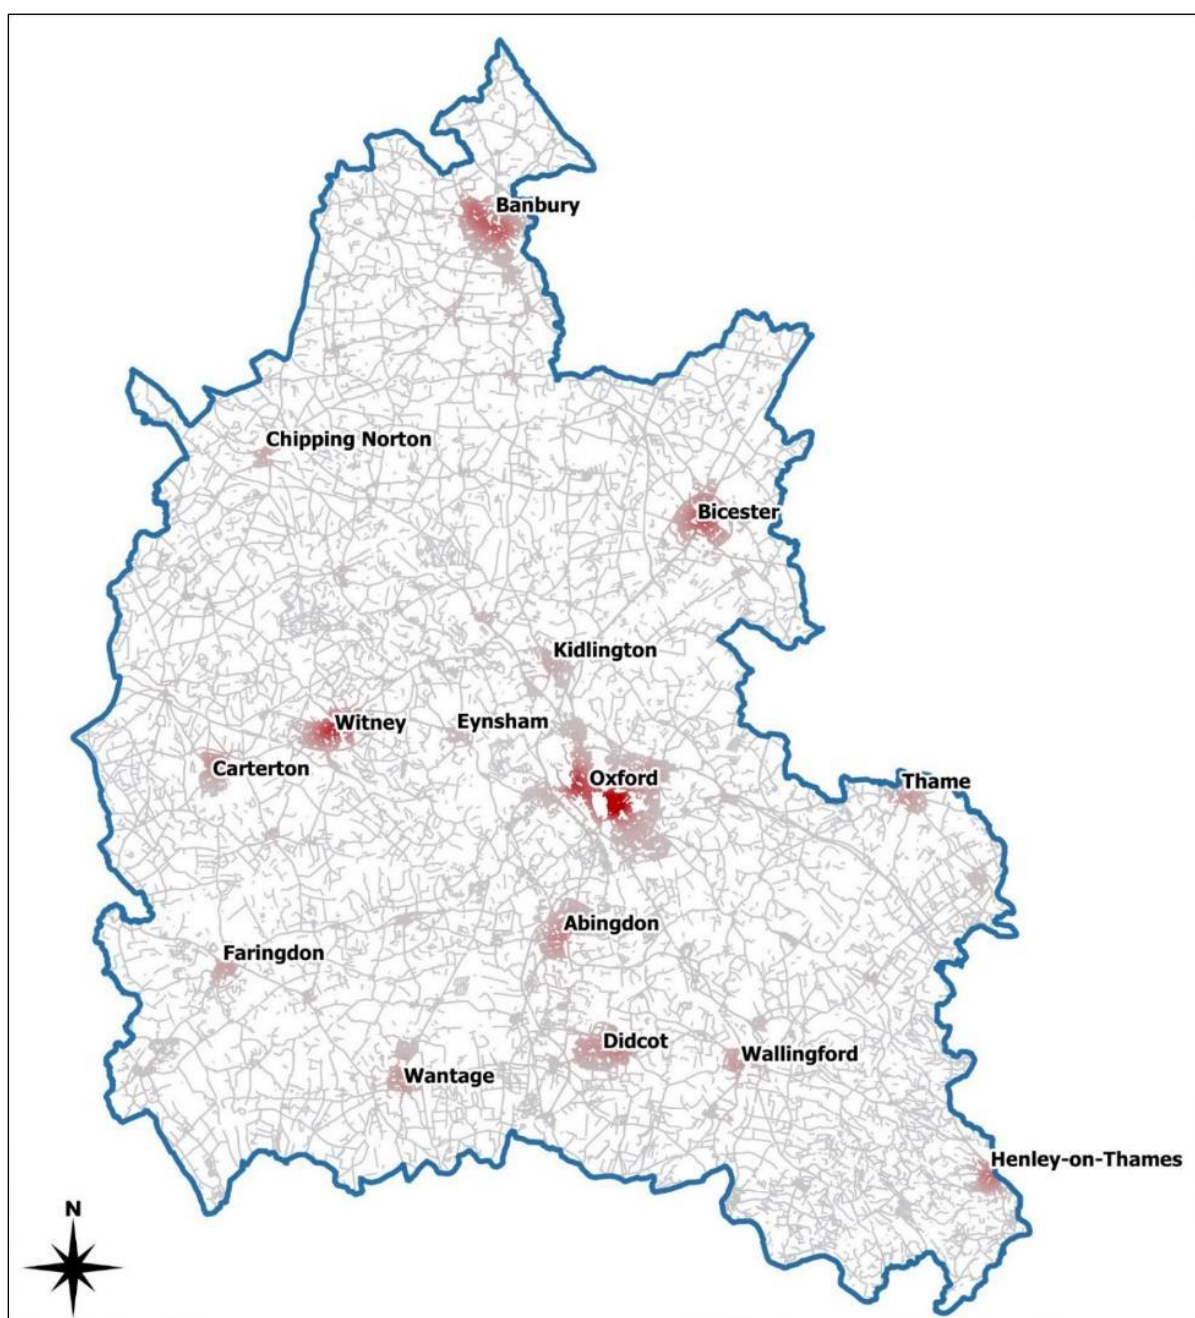 Banbury
Chipping Norton
Bicester
Kidlington
Witney
Eynsham
Carterton
Oxford
Thame
Abingdon
Faringdon
Didcot
Wallingford
Wantage
Henley-on-Thames
N